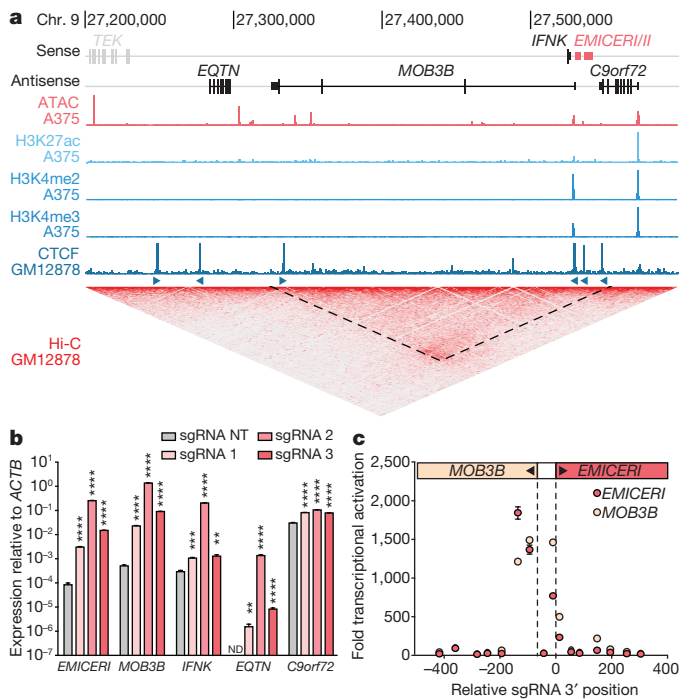 a Chr. 9 27,200,000 27,300,000 27,400,000 27,500,000
TEK IFNK EMICERI/II
Sense
EQTN MOB3B C9orf72
Antisense
ATAC
A375
H3K27ac
A375
H3K4me2
A375
H3K4me3
A375
CTCF
GM12878
Hi-C
GM12878
b sgRNA NT sgRNA 2
sgRNA 1 sgRNA 3
Expression relative to ACTB
10^1
10^0
10^-1
10^-2
10^-3
10^-4
10^-5
10^-6
10^-7
**** **** **** **** **** **** *** **** ** ** **** **** **** **** ****
ND
EMICERI MOB3B IFNK EQTN C9orf72
c
MOB3B EMICERI
EMICERI
MOB3B
Fold transcriptional activation
2,500
2,000
1,500
1,000
500
0
−400 −200 0 200 400
Relative sgRNA 3′ position